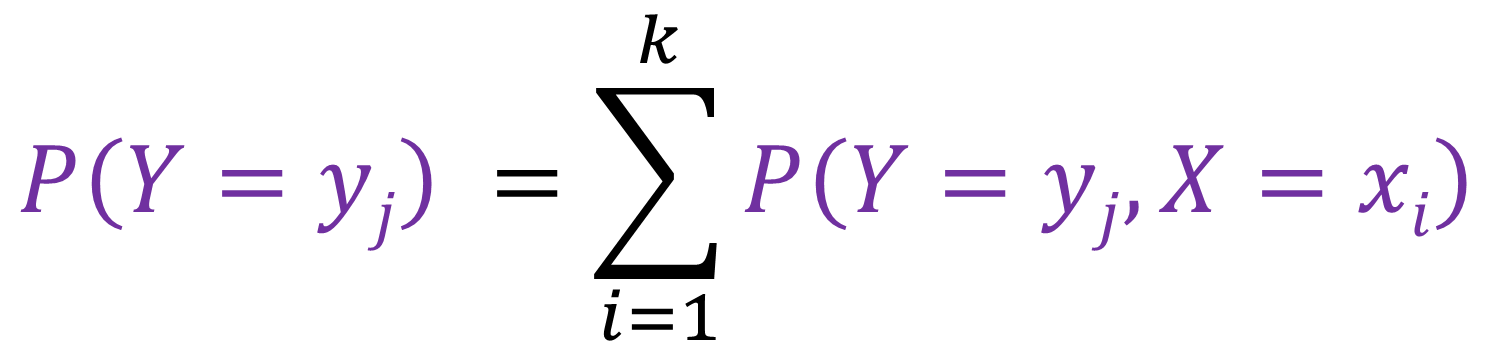 P(Y = y_j) = \sum_{i=1}^{k} P(Y = y_j, X = x_i)